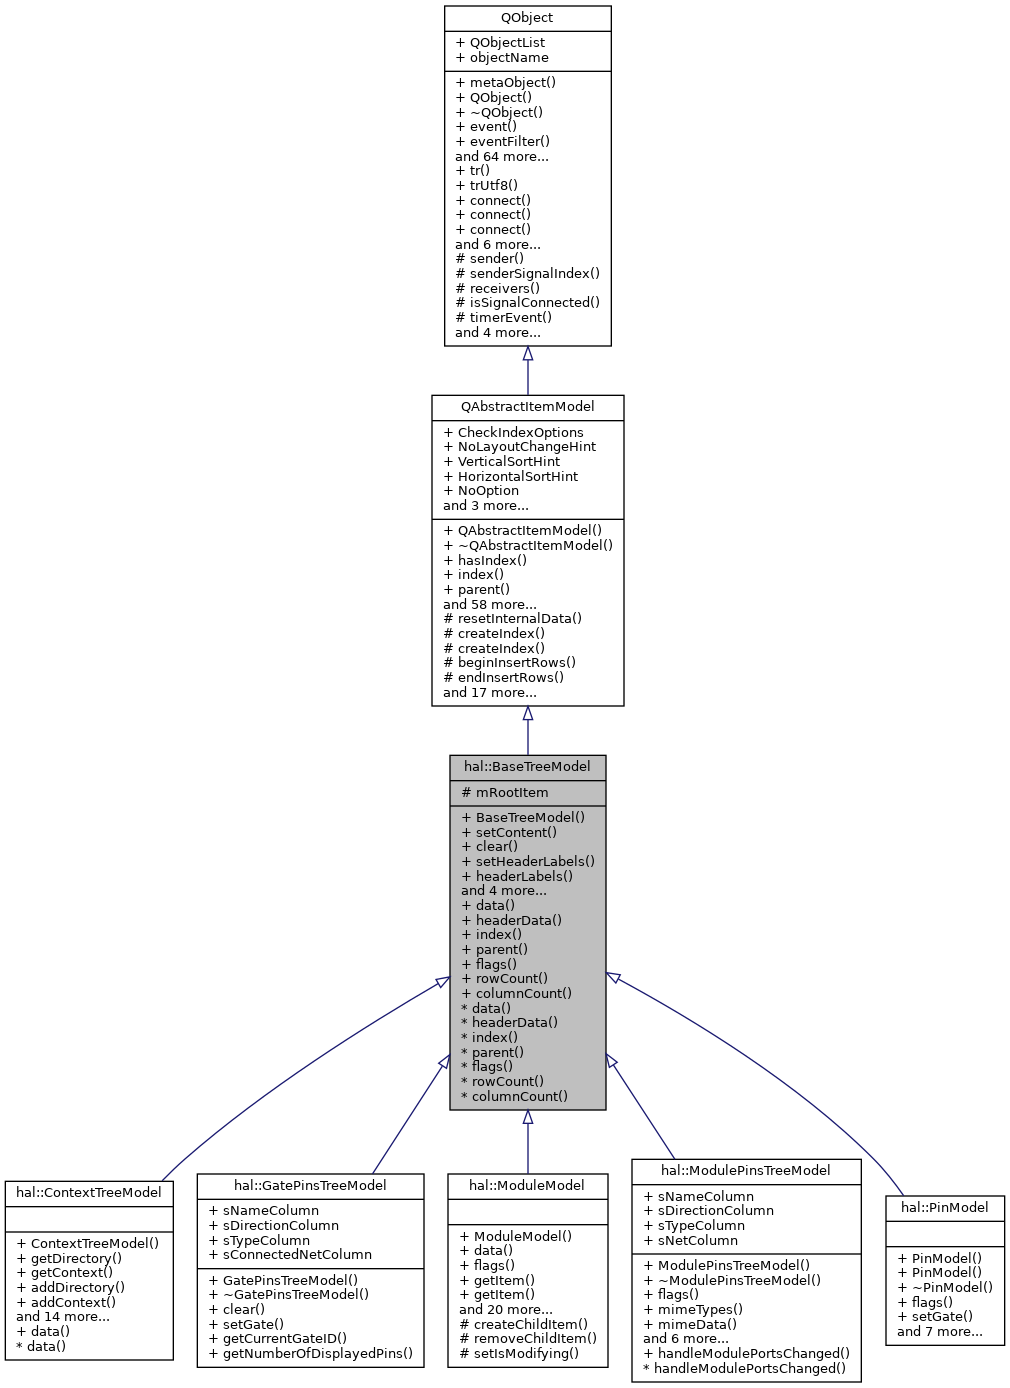 QObject
+ QObjectList
+ objectName
+ metaObject()
+ QObject()
+ ~QObject()
+ event()
+ eventFilter()
and 64 more...
+ tr()
+ trUtf8()
+ connect()
+ connect()
+ connect()
and 6 more...
# sender()
# senderSignalIndex()
# receivers()
# isSignalConnected()
# timerEvent()
and 4 more...
QAbstractItemModel
+ CheckIndexOptions
+ NoLayoutChangeHint
+ VerticalSortHint
+ HorizontalSortHint
+ NoOption
and 3 more...
+ QAbstractItemModel()
+ ~QAbstractItemModel()
+ hasIndex()
+ index()
+ parent()
and 58 more...
# resetInternalData()
# createIndex()
# createIndex()
# beginInsertRows()
# endInsertRows()
and 17 more...
hal::BaseTreeModel
# mRootItem
+ BaseTreeModel()
+ setContent()
+ clear()
+ setHeaderLabels()
+ headerLabels()
and 4 more...
+ data()
+ headerData()
+ index()
+ parent()
+ flags()
+ rowCount()
+ columnCount()
* data()
* headerData()
* index()
* parent()
* flags()
* rowCount()
* columnCount()
hal::ContextTreeModel
+ ContextTreeModel()
+ getDirectory()
+ getContext()
+ addDirectory()
+ addContext()
and 14 more...
+ data()
* data()
hal::GatePinsTreeModel
+ sNameColumn
+ sDirectionColumn
+ sTypeColumn
+ sConnectedNetColumn
+ GatePinsTreeModel()
+ ~GatePinsTreeModel()
+ clear()
+ setGate()
+ getCurrentGateID()
+ getNumberOfDisplayedPins()
hal::ModuleModel
+ ModuleModel()
+ data()
+ flags()
+ getItem()
+ getItem()
and 20 more...
# createChildItem()
# removeChildItem()
# setIsModifying()
hal::ModulePinsTreeModel
+ sNameColumn
+ sDirectionColumn
+ sTypeColumn
+ sNetColumn
+ ModulePinsTreeModel()
+ ~ModulePinsTreeModel()
+ flags()
+ mimeTypes()
+ mimeData()
and 6 more...
+ handleModulePortsChanged()
* handleModulePortsChanged()
hal::PinModel
+ PinModel()
+ PinModel()
+ ~PinModel()
+ flags()
+ setGate()
and 7 more...